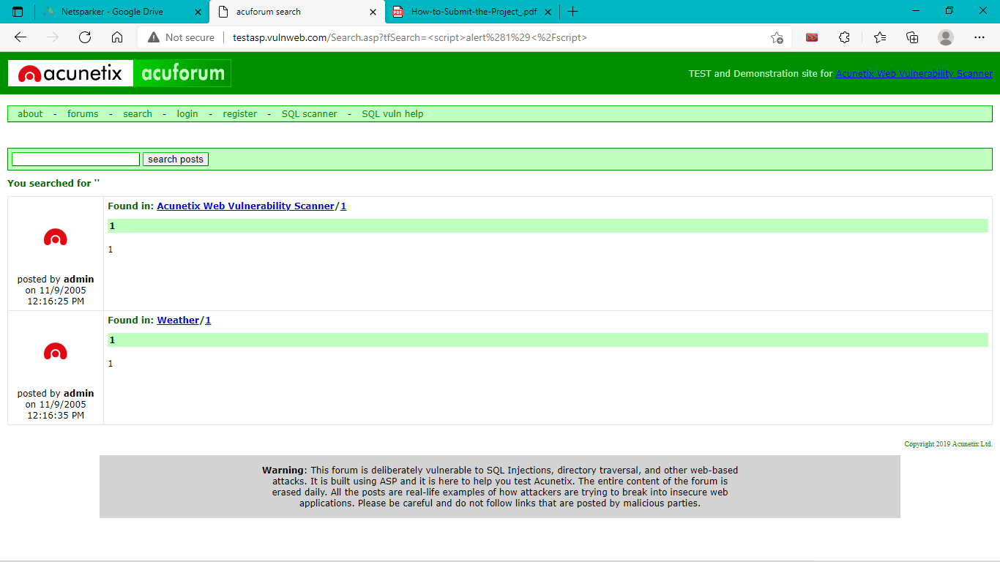 Netsparker - Google Drive
acuforum search
How-to-Submit-the-Project_.pdf
Not secure
testasp.vulnweb.com/Search.asp?tfSearch=<script>alert%281%29<%2Fscript>
acunetix
acuforum
TEST and Demonstration site for Acunetix Web Vulnerability Scanner
about - forums - search - login - register - SQL scanner - SQL vuln help
search posts
You searched for ''
Found in: Acunetix Web Vulnerability Scanner/1
1
1
posted by admin
on 11/9/2005
12:16:25 PM
Found in: Weather/1
1
1
posted by admin
on 11/9/2005
12:16:35 PM
Copyright 2019 Acunetix Ltd.
Warning: This forum is deliberately vulnerable to SQL Injections, directory traversal, and other web-based
attacks. It is built using ASP and it is here to help you test Acunetix. The entire content of the forum is
erased daily. All the posts are real-life examples of how attackers are trying to break into insecure web
applications. Please be careful and do not follow links that are posted by malicious parties.